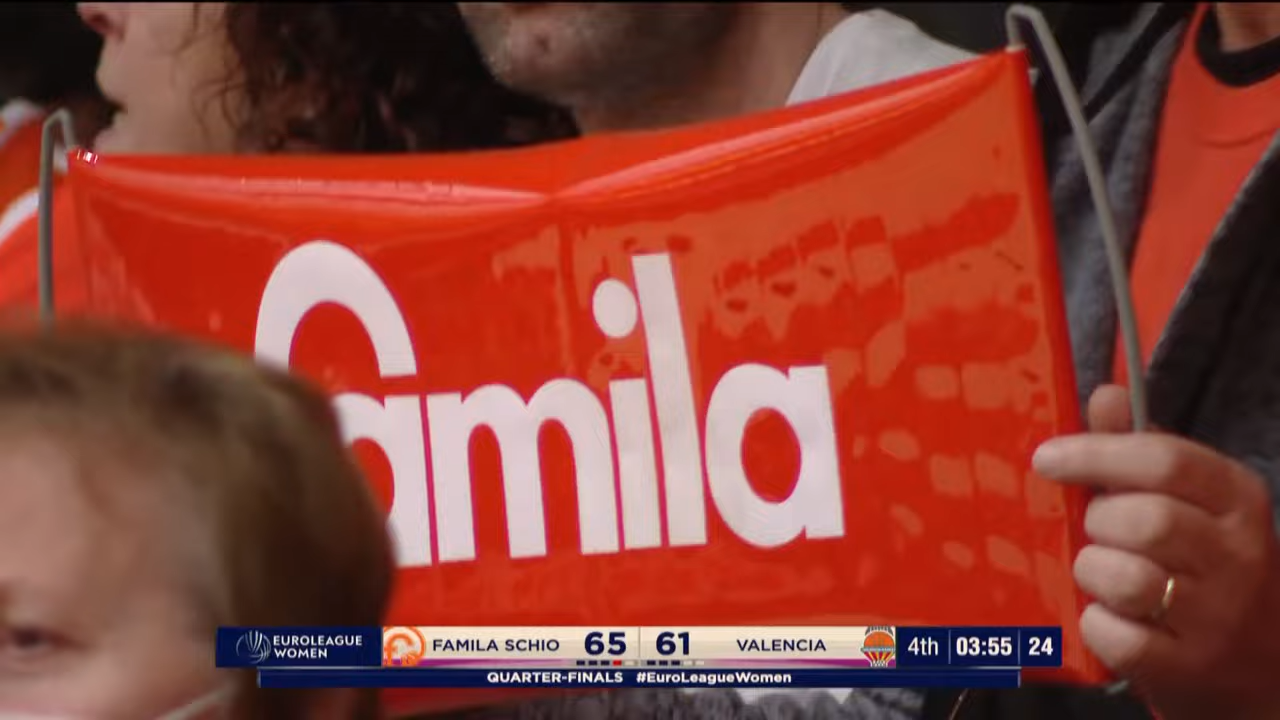 Famila
EUROLEAGUE
WOMEN
FAMILA SCHIO 65 61 VALENCIA 4th 03:55 24
QUARTER-FINALS #EuroLeagueWomen